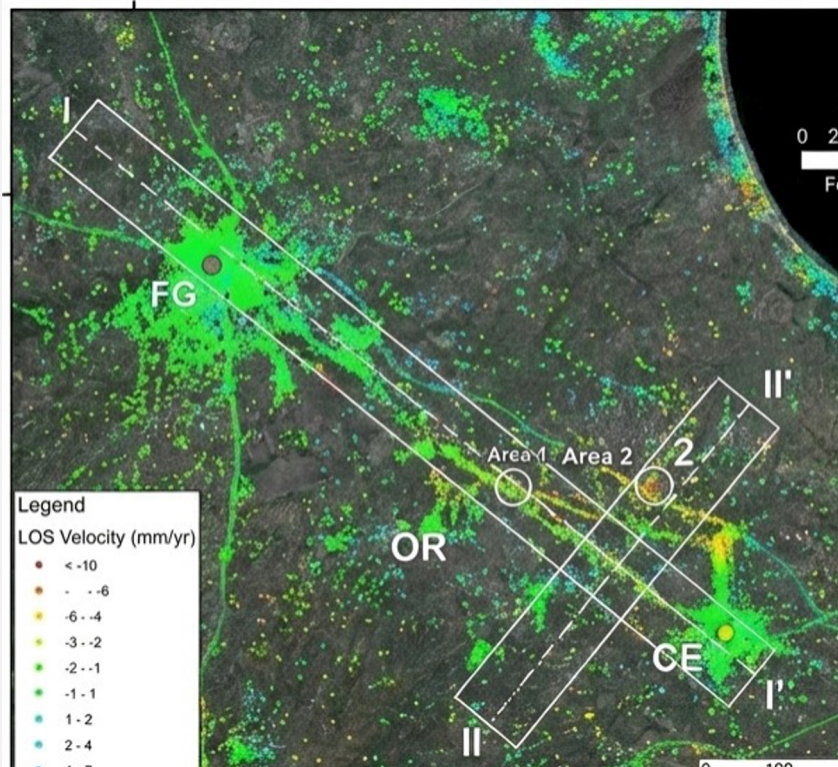 I
0 2
FG
II'
Area 1 Area 2 2
OR
CE
I'
II
Legend
LOS Velocity (mm/yr)
< -10
- - -6
-6 - -4
-3 - -2
-2 - -1
-1 - 1
1 - 2
2 - 4